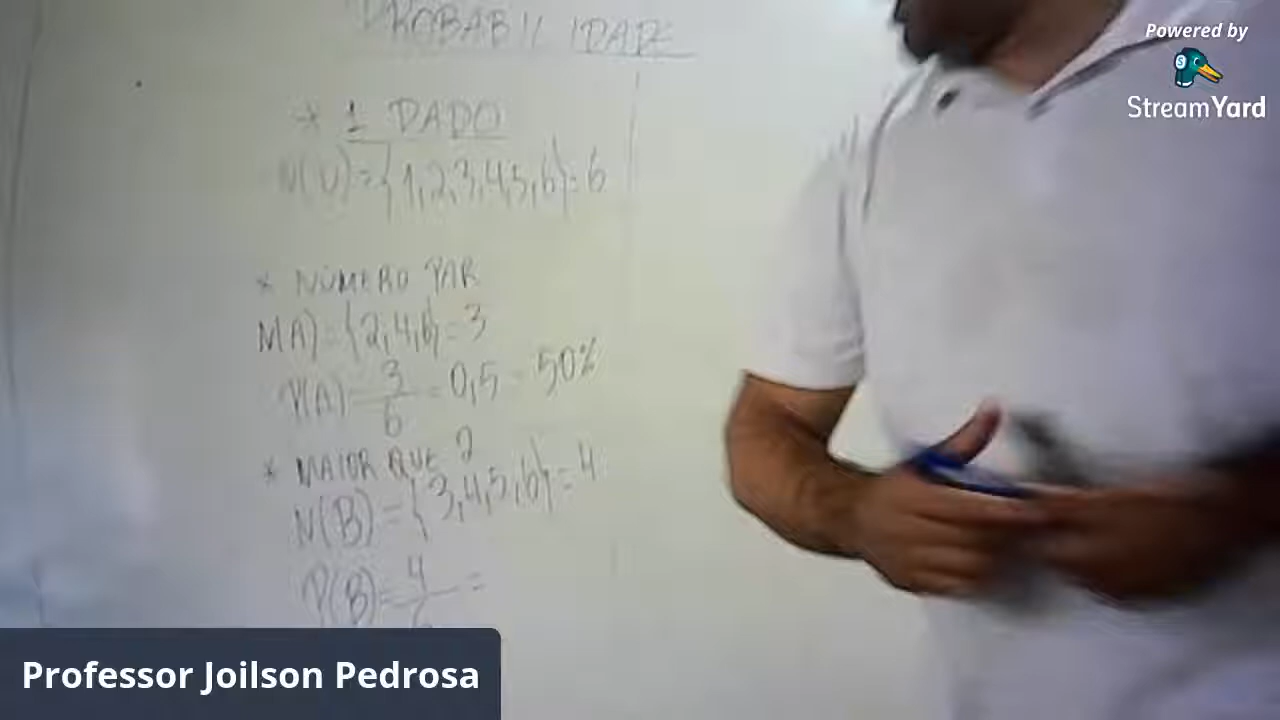 PROBABILIDADE
* 1 DADO
N(U)={1,2,3,4,5,6}=6
* NÚMERO PAR
N(A)={2,4,6}=3
P(A)=3/6=0,5=50%
* MAIOR QUE 2
N(B)={3,4,5,6}=4
P(B)=4/6=
Professor Joilson Pedrosa
Powered by
StreamYard